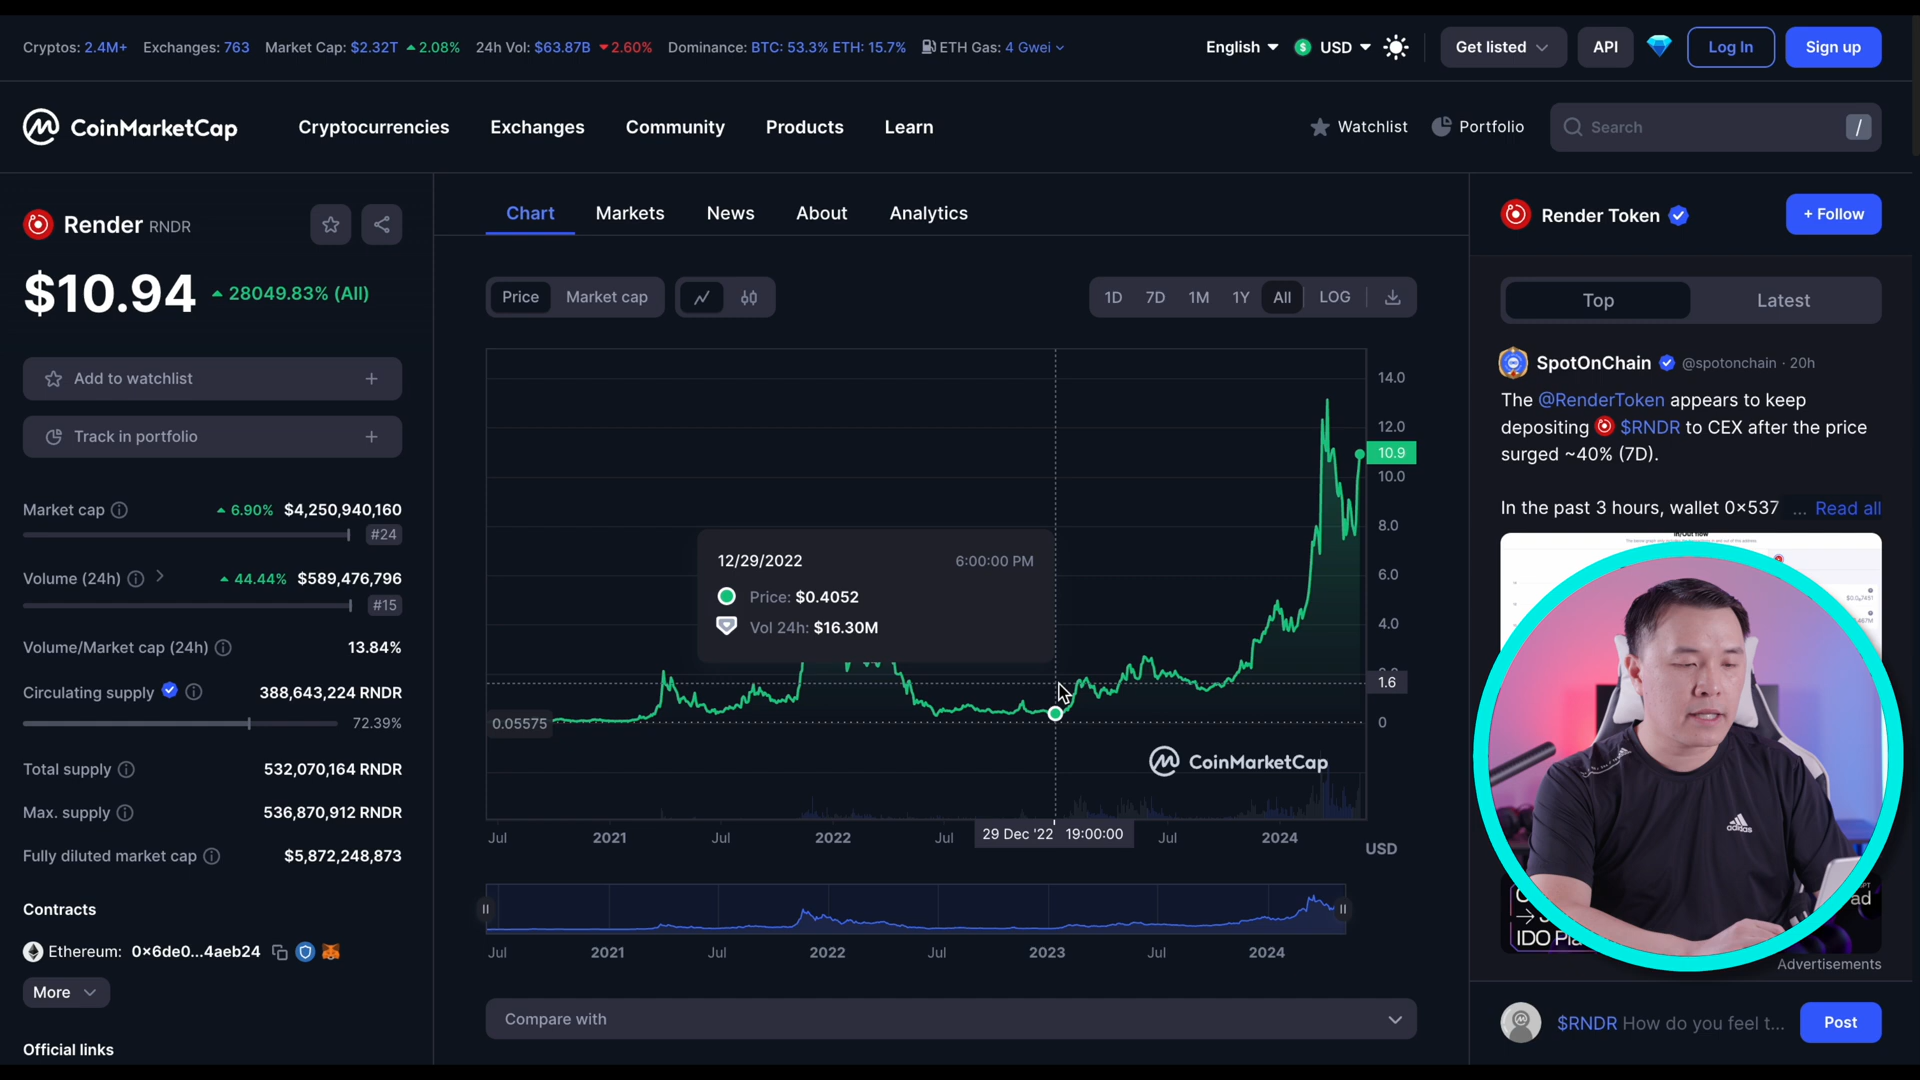 Cryptos: 2.4M+ Exchanges: 763 Market Cap: $2.32T 2.08% 24h Vol: $63.87B 2.60% Dominance: BTC: 53.3% ETH: 15.7% ETH Gas: 4 Gwei English USD Get listed API Log In Sign up
CoinMarketCap Cryptocurrencies Exchanges Community Products Learn Watchlist Portfolio Search /
Render RNDR
$10.94 28049.83% (All)
Add to watchlist +
Track in portfolio +
Market cap 6.90% $4,250,940,160
#24
Volume (24h) 44.44% $589,476,796
#15
Volume/Market cap (24h) 13.84%
Circulating supply 388,643,224 RNDR
72.39%
Total supply 532,070,164 RNDR
Max. supply 536,870,912 RNDR
Fully diluted market cap $5,872,248,873
Contracts
Ethereum: 0x6de0...4aeb24
More
Official links
Chart Markets News About Analytics
Price Market cap 1D 7D 1M 1Y All LOG
14.0
12.0
10.9
10.0
8.0
6.0
4.0
1.6
0
12/29/2022 6:00:00 PM
Price: $0.4052
Vol 24h: $16.30M
0.05575
CoinMarketCap
Jul 2021 Jul 2022 Jul 29 Dec '22 19:00:00 Jul 2024
USD
Jul 2021 Jul 2022 Jul 2023 Jul 2024
Compare with
Render Token + Follow
Top Latest
SpotOnChain @spotonchain · 20h
The @RenderToken appears to keep
depositing $RNDR to CEX after the price
surged ~40% (7D).
In the past 3 hours, wallet 0x537 ... Read all
adidas
IDO
Advertisements
$RNDR How do you feel t... Post